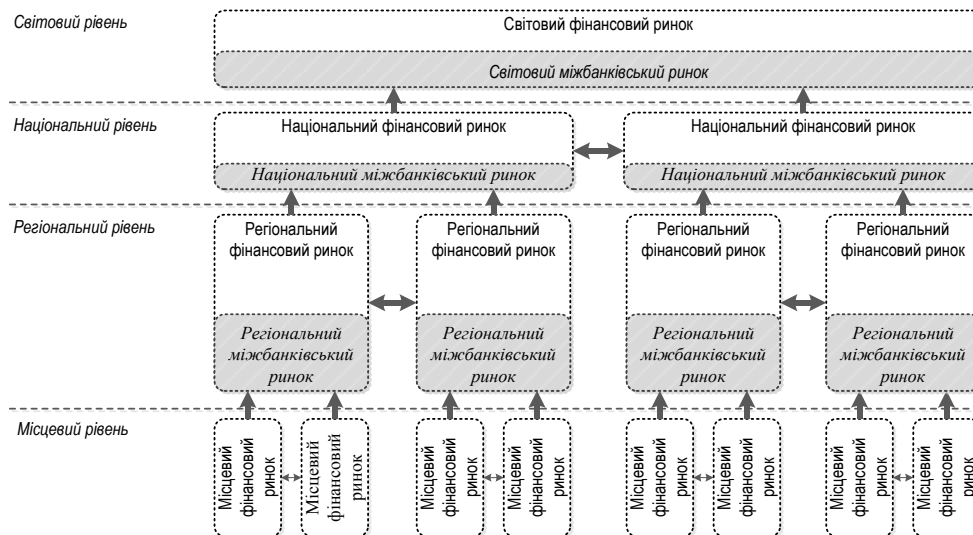 Світовий рівень
Світовий фінансовий ринок
Світовий міжбанківський ринок
Національний рівень
Національний фінансовий ринок
Національний фінансовий ринок
Національний міжбанківський ринок
Національний міжбанківський ринок
Регіональний рівень
Регіональний
фінансовий ринок
Регіональний
фінансовий ринок
Регіональний
фінансовий ринок
Регіональний
фінансовий ринок
Регіональний
міжбанківський
ринок
Регіональний
міжбанківський
ринок
Регіональний
міжбанківський
ринок
Регіональний
міжбанківський
ринок
Місцевий рівень
Місцевий
фінансовий
ринок
Місцевий
фінансовий
ринок
Місцевий
фінансовий
ринок
Місцевий
фінансовий
ринок
Місцевий
фінансовий
ринок
Місцевий
фінансовий
ринок
Місцевий
фінансовий
ринок
Місцевий
фінансовий
ринок